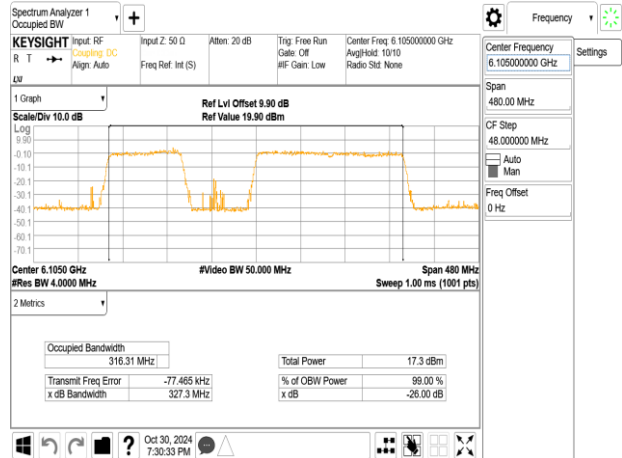 Spectrum Analyzer 1
Occupied BW
Frequency
KEYSIGHT
R T
Input: RF
Coupling: DC
Align: Auto
Input Z: 50 Ω
Freq Ref: Int (S)
Atten: 20 dB
Trig: Free Run
Gate: Off
#IF Gain: Low
Center Freq: 6.105000000 GHz
Avg|Hold: 10/10
Radio Std: None
Center Frequency
6.105000000 GHz
Settings
Span
480.00 MHz
CF Step
48.000000 MHz
Auto
Man
Freq Offset
0 Hz
1 Graph
Scale/Div 10.0 dB
Ref Lvl Offset 9.90 dB
Ref Value 19.90 dBm
Log
9.90
-0.10
-10.1
-20.1
-30.1
-40.1
-50.1
-60.1
-70.1
Center 6.1050 GHz
#Video BW 50.000 MHz
Span 480 MHz
#Res BW 4.0000 MHz
Sweep 1.00 ms (1001 pts)
2 Metrics
Occupied Bandwidth
316.31 MHz
Total Power 17.3 dBm
Transmit Freq Error -77.465 kHz
% of OBW Power 99.00 %
x dB Bandwidth 327.3 MHz
x dB -26.00 dB
?
Oct 30, 2024
7:30:33 PM